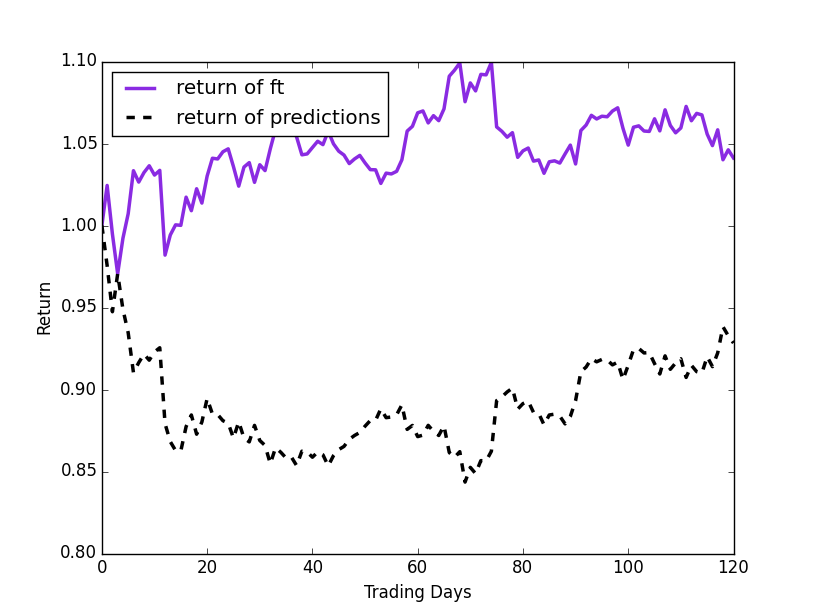 1.10
1.05
1.00
0.95
0.90
0.85
0.80
Return
return of ft
return of predictions
0 20 40 60 80 100 120
Trading Days